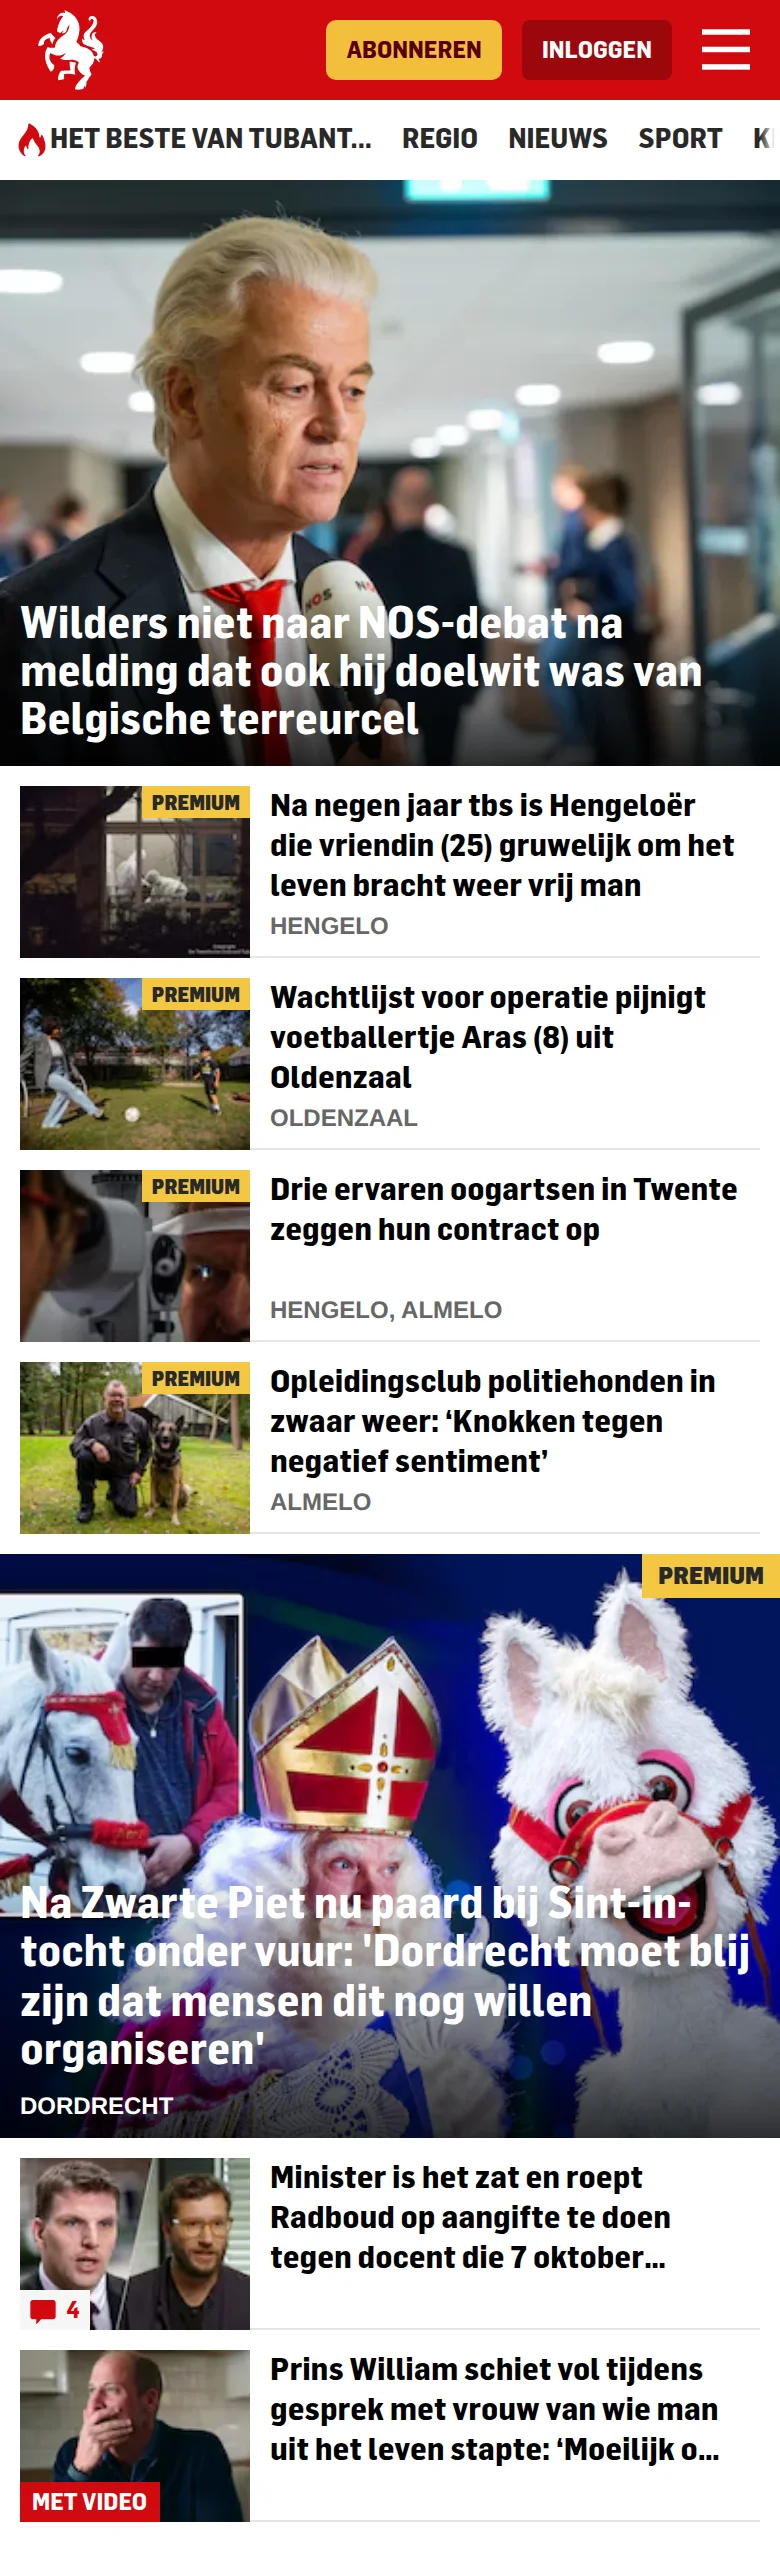 ABONNEREN
INLOGGEN
HET BESTE VAN TUBANT...
REGIO
NIEUWS
SPORT
Wilders niet naar NOS-debat na
melding dat ook hij doelwit was van
Belgische terreurcel
PREMIUM
Na negen jaar tbs is Hengeloër
die vriendin (25) gruwelijk om het
leven bracht weer vrij man
HENGELO
PREMIUM
Wachtlijst voor operatie pijnigt
voetballertje Aras (8) uit
Oldenzaal
OLDENZAAL
PREMIUM
Drie ervaren oogartsen in Twente
zeggen hun contract op
HENGELO, ALMELO
PREMIUM
Opleidingsclub politiehonden in
zwaar weer: ‘Knokken tegen
negatief sentiment’
ALMELO
PREMIUM
Na Zwarte Piet nu paard bij Sint-in-
tocht onder vuur: 'Dordrecht moet blij
zijn dat mensen dit nog willen
organiseren'
DORDRECHT
Minister is het zat en roept
Radboud op aangifte te doen
tegen docent die 7 oktober...
4
Prins William schiet vol tijdens
gesprek met vrouw van wie man
uit het leven stapte: ‘Moeilijk o...
MET VIDEO